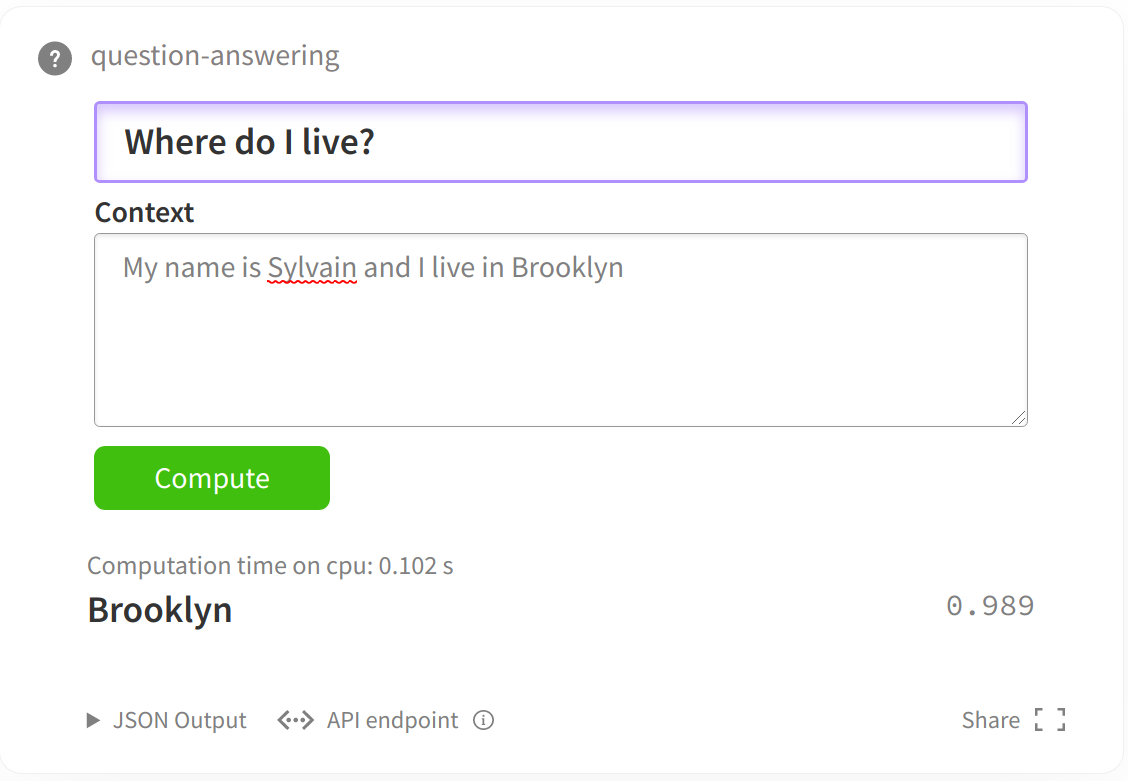 question-answering
Where do I live?
Context
My name is Sylvain and I live in Brooklyn
Compute
Computation time on cpu: 0.102 s
Brooklyn 0.989
JSON Output API endpoint Share